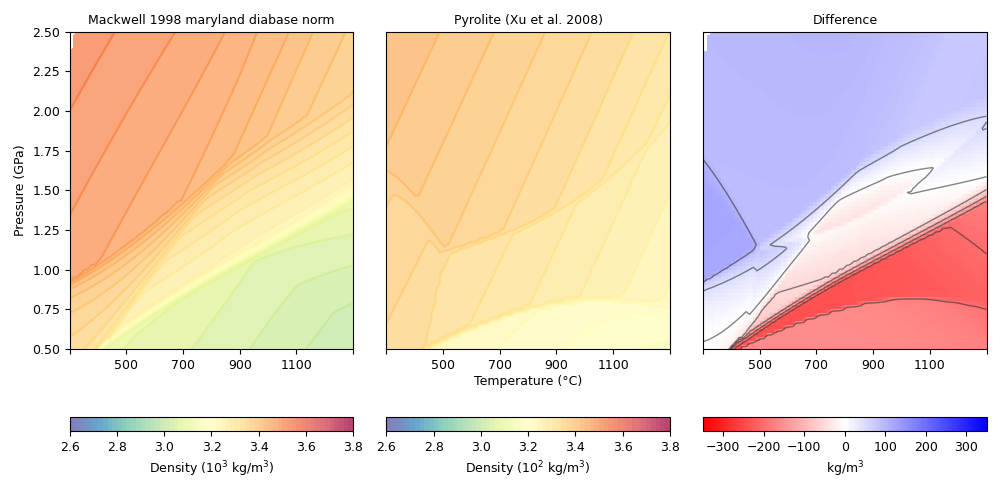 Mackwell 1998 maryland diabase norm
Pyrolite (Xu et al. 2008)
Difference
2.50
2.25
2.00
1.75
1.50
1.25
1.00
0.75
0.50
Pressure (GPa)
500 700 900 1100
500 700 900 1100
500 700 900 1100
Temperature (°C)
2.6 2.8 3.0 3.2 3.4 3.6 3.8
2.6 2.8 3.0 3.2 3.4 3.6 3.8
−300 −200 −100 0 100 200 300
Density (10³ kg/m³)
Density (10² kg/m³)
kg/m³